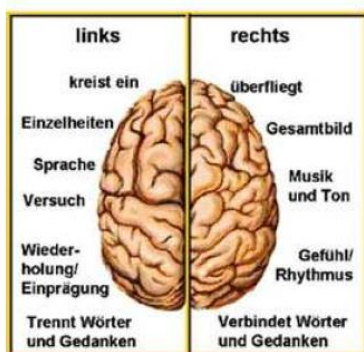 links
kreist ein
Einzelheiten
Sprache
Versuch
Wieder-
holung/
Einprägung
Trennt Wörter
und Gedanken
rechts
überfliegt
Gesamtbild
Musik
und Ton
Gefühl/
Rhythmus
Verbindet Wörter
und Gedanken